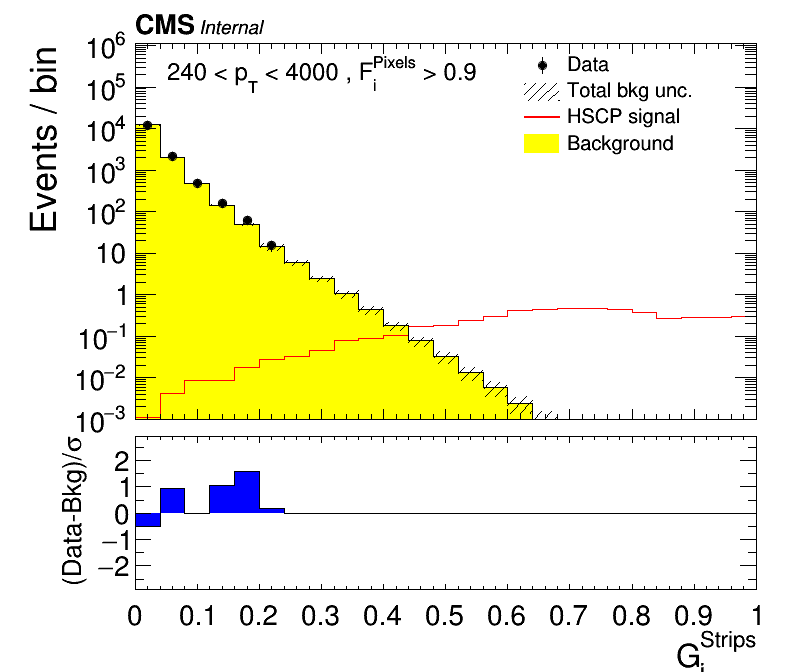 CMS Internal
240 < pT < 4000 , Fi^Pixels > 0.9
Data
Total bkg unc.
HSCP signal
Background
Events / bin
10^6
10^5
10^4
10^3
10^2
10
1
10^−1
10^−2
10^−3
(Data-Bkg)/σ
2
1
0
−1
−2
0 0.1 0.2 0.3 0.4 0.5 0.6 0.7 0.8 0.9 1
Gi^Strips